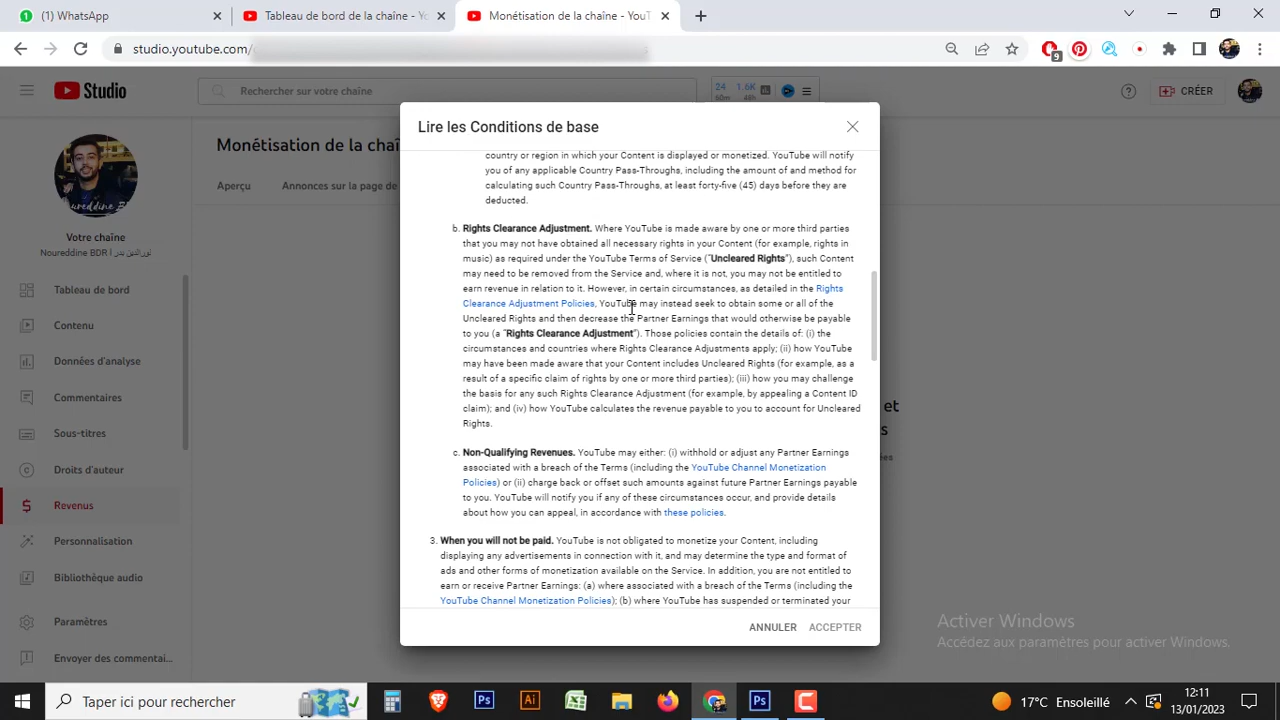 (1) WhatsApp
Tableau de bord de la chaîne - Yo
Monétisation de la chaîne - YouT
studio.youtube.com/
9
Studio
Rechercher sur votre chaîne
24 1.6K
60m 48h
CRÉER
Votre chaîne
Noureddine BDR نورالدين بدر أ
Tableau de bord
Contenu
Données d'analyse
Commentaires
Sous-titres
Droits d'auteur
Revenus
Personnalisation
Bibliothèque audio
Paramètres
Envoyer des commentai...
Monétisation de la chaî
Aperçu
Annonces sur la page de
Lire les Conditions de base
country or region in which your Content is displayed or monetized. YouTube will notify
you of any applicable Country Pass-Throughs, including the amount of and method for
calculating such Country Pass-Throughs, at least forty-five (45) days before they are
deducted.
b. Rights Clearance Adjustment. Where YouTube is made aware by one or more third parties
that you may not have obtained all necessary rights in your Content (for example, rights in
music) as required under the YouTube Terms of Service (“Uncleared Rights”), such Content
may need to be removed from the Service and, where it is not, you may not be entitled to
earn revenue in relation to it. However, in certain circumstances, as detailed in the Rights
Clearance Adjustment Policies, YouTube may instead seek to obtain some or all of the
Uncleared Rights and then decrease the Partner Earnings that would otherwise be payable
to you (a “Rights Clearance Adjustment”). Those policies contain the details of: (i) the
circumstances and countries where Rights Clearance Adjustments apply; (ii) how YouTube
may have been made aware that your Content includes Uncleared Rights (for example, as a
result of a specific claim of rights by one or more third parties); (iii) how you may challenge
the basis for any such Rights Clearance Adjustment (for example, by appealing a Content ID
claim); and (iv) how YouTube calculates the revenue payable to you to account for Uncleared
Rights.
c. Non-Qualifying Revenues. YouTube may either: (i) withhold or adjust any Partner Earnings
associated with a breach of the Terms (including the YouTube Channel Monetization
Policies) or (ii) charge back or offset such amounts against future Partner Earnings payable
to you. YouTube will notify you if any of these circumstances occur, and provide details
about how you can appeal, in accordance with these policies.
3. When you will not be paid. YouTube is not obligated to monetize your Content, including
displaying any advertisements in connection with it, and may determine the type and format of
ads and other forms of monetization available on the Service. In addition, you are not entitled to
earn or receive Partner Earnings: (a) where associated with a breach of the Terms (including the
YouTube Channel Monetization Policies); (b) where YouTube has suspended or terminated your
ANNULER ACCEPTER
et
s
ées
Activer Windows
Accédez aux paramètres pour activer Windows.
Taper ici pour rechercher
Ps
Ai
Ps
17°C Ensoleillé
12:11
13/01/2023